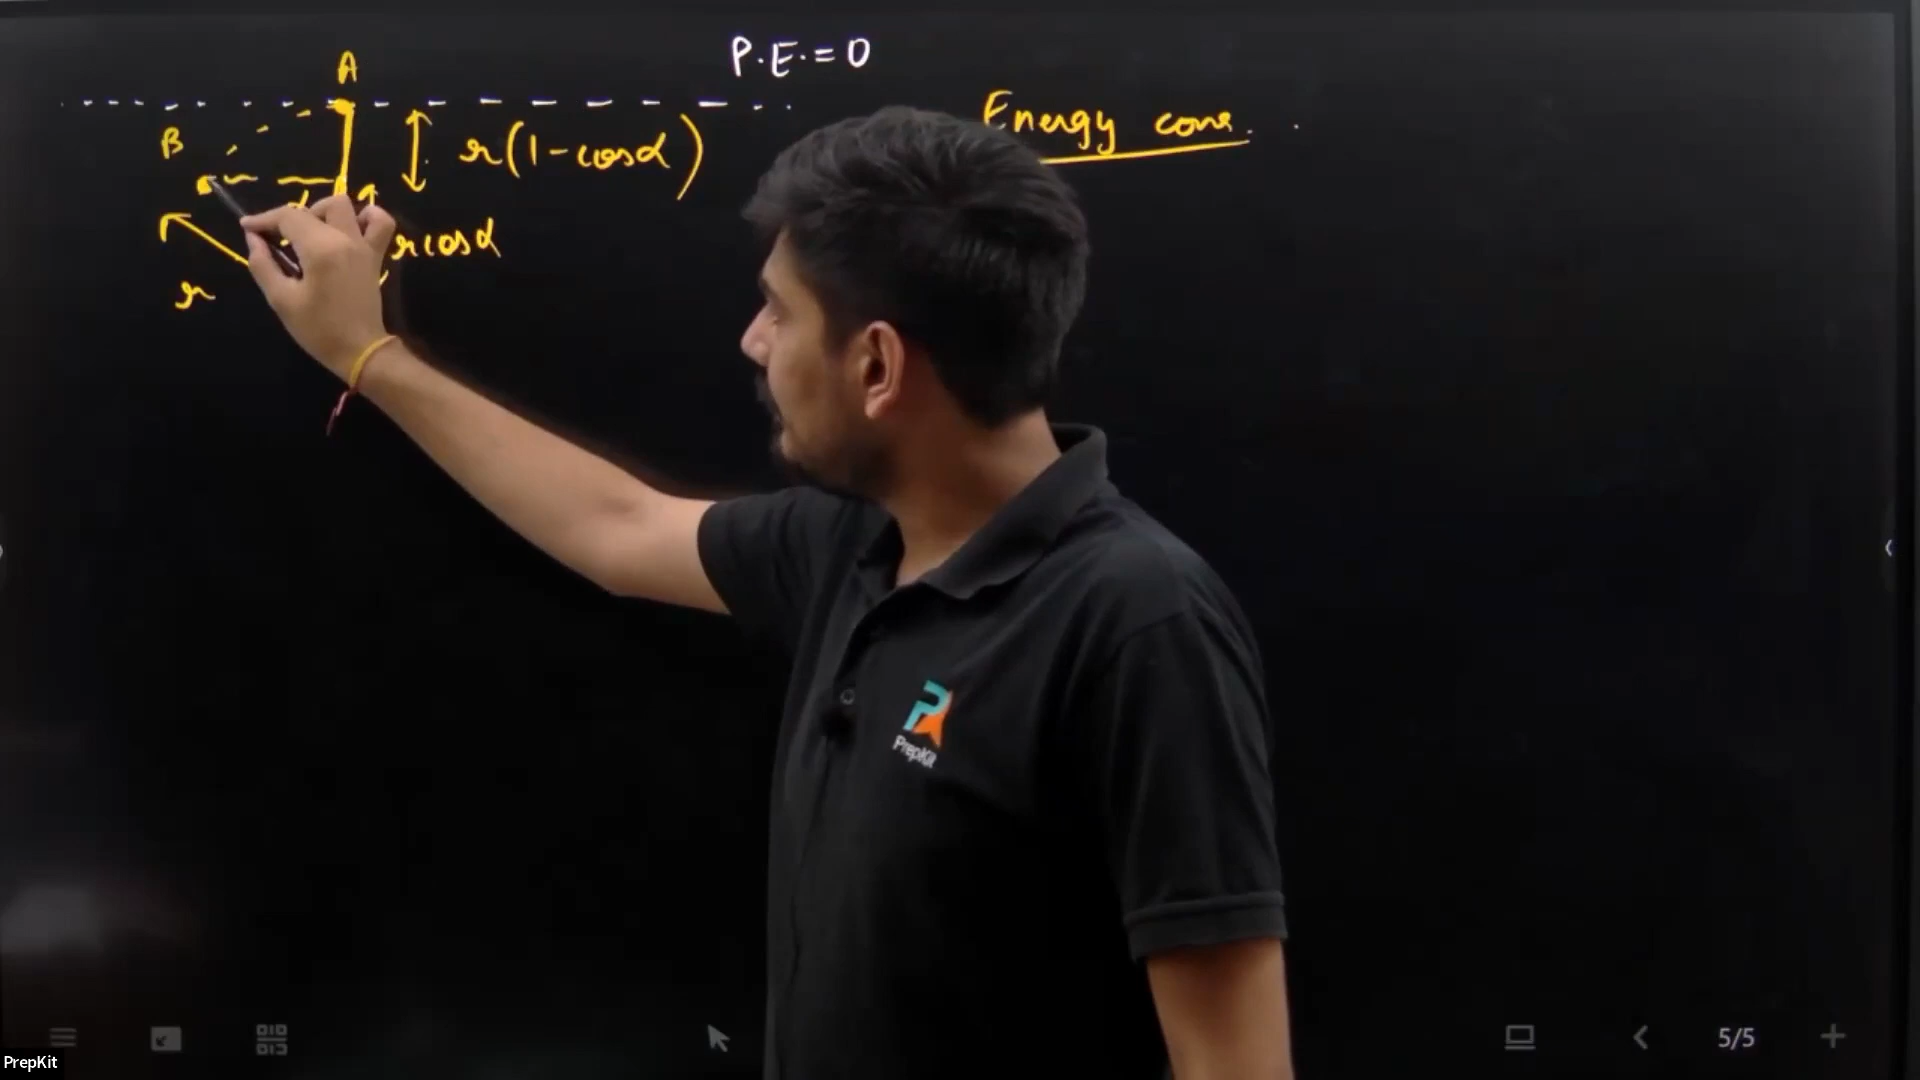 A
P.E.=0
B
r(1-cosα)
Energy cons.
α
rcosα
r
PrepKit
5/5
PrepKit